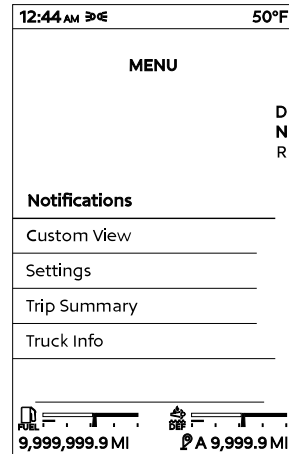 12:44 AM 50°F
MENU
D
N
R
Notifications
Custom View
Settings
Trip Summary
Truck Info
FUEL DEF
9,999,999.9 MI A 9,999.9 MI